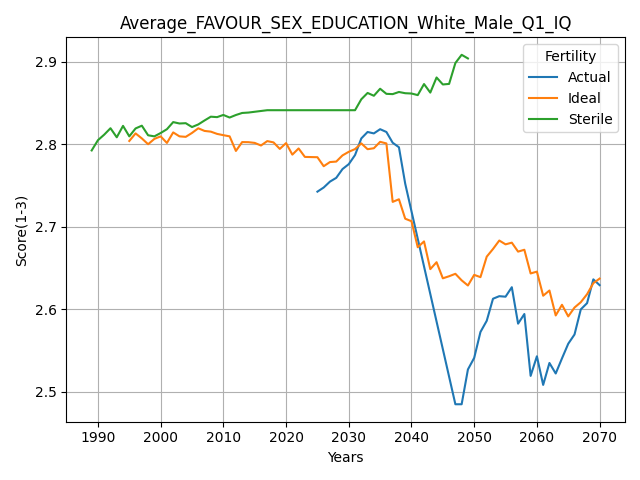 Average_FAVOUR_SEX_EDUCATION_White_Male_Q1_IQ
Fertility
Actual
Ideal
Sterile
Score(1-3)
2.9
2.8
2.7
2.6
2.5
1990 2000 2010 2020 2030 2040 2050 2060 2070
Years